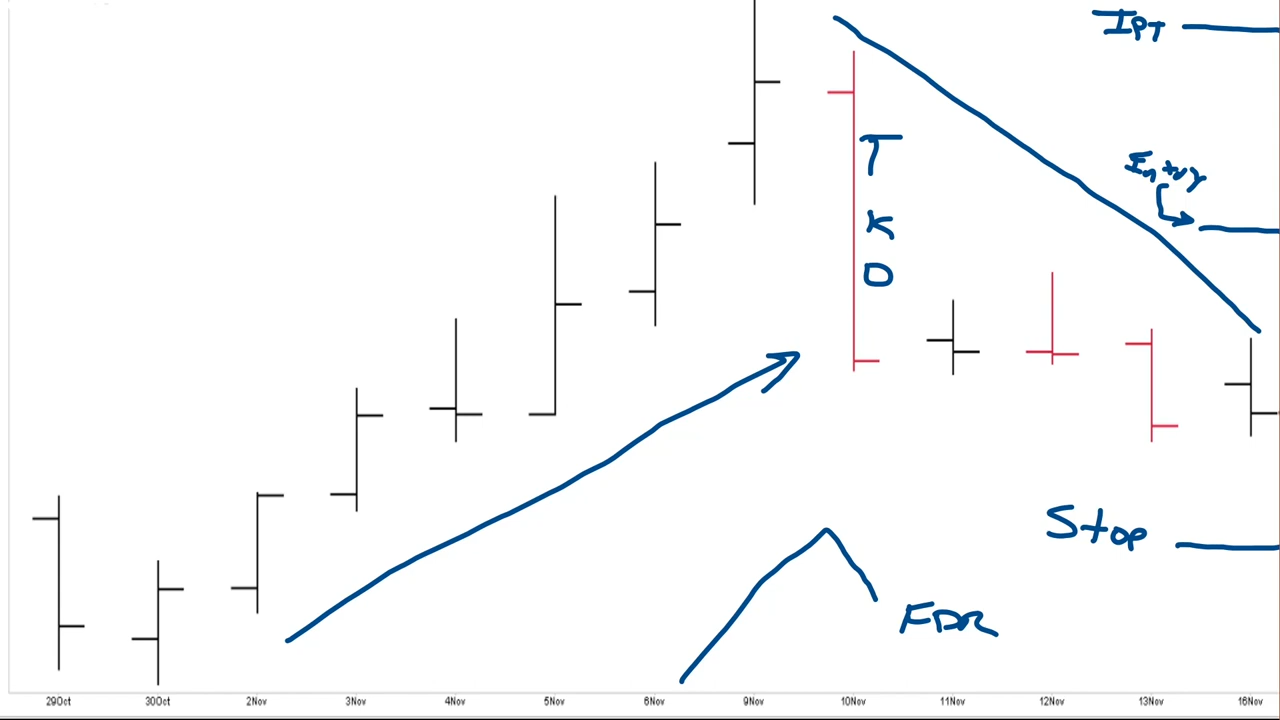 IPT
T
K
O
Entry
Stop
FDR
29Oct 30Oct 2Nov 3Nov 4Nov 5Nov 6Nov 9Nov 10Nov 11Nov 12Nov 13Nov 16Nov